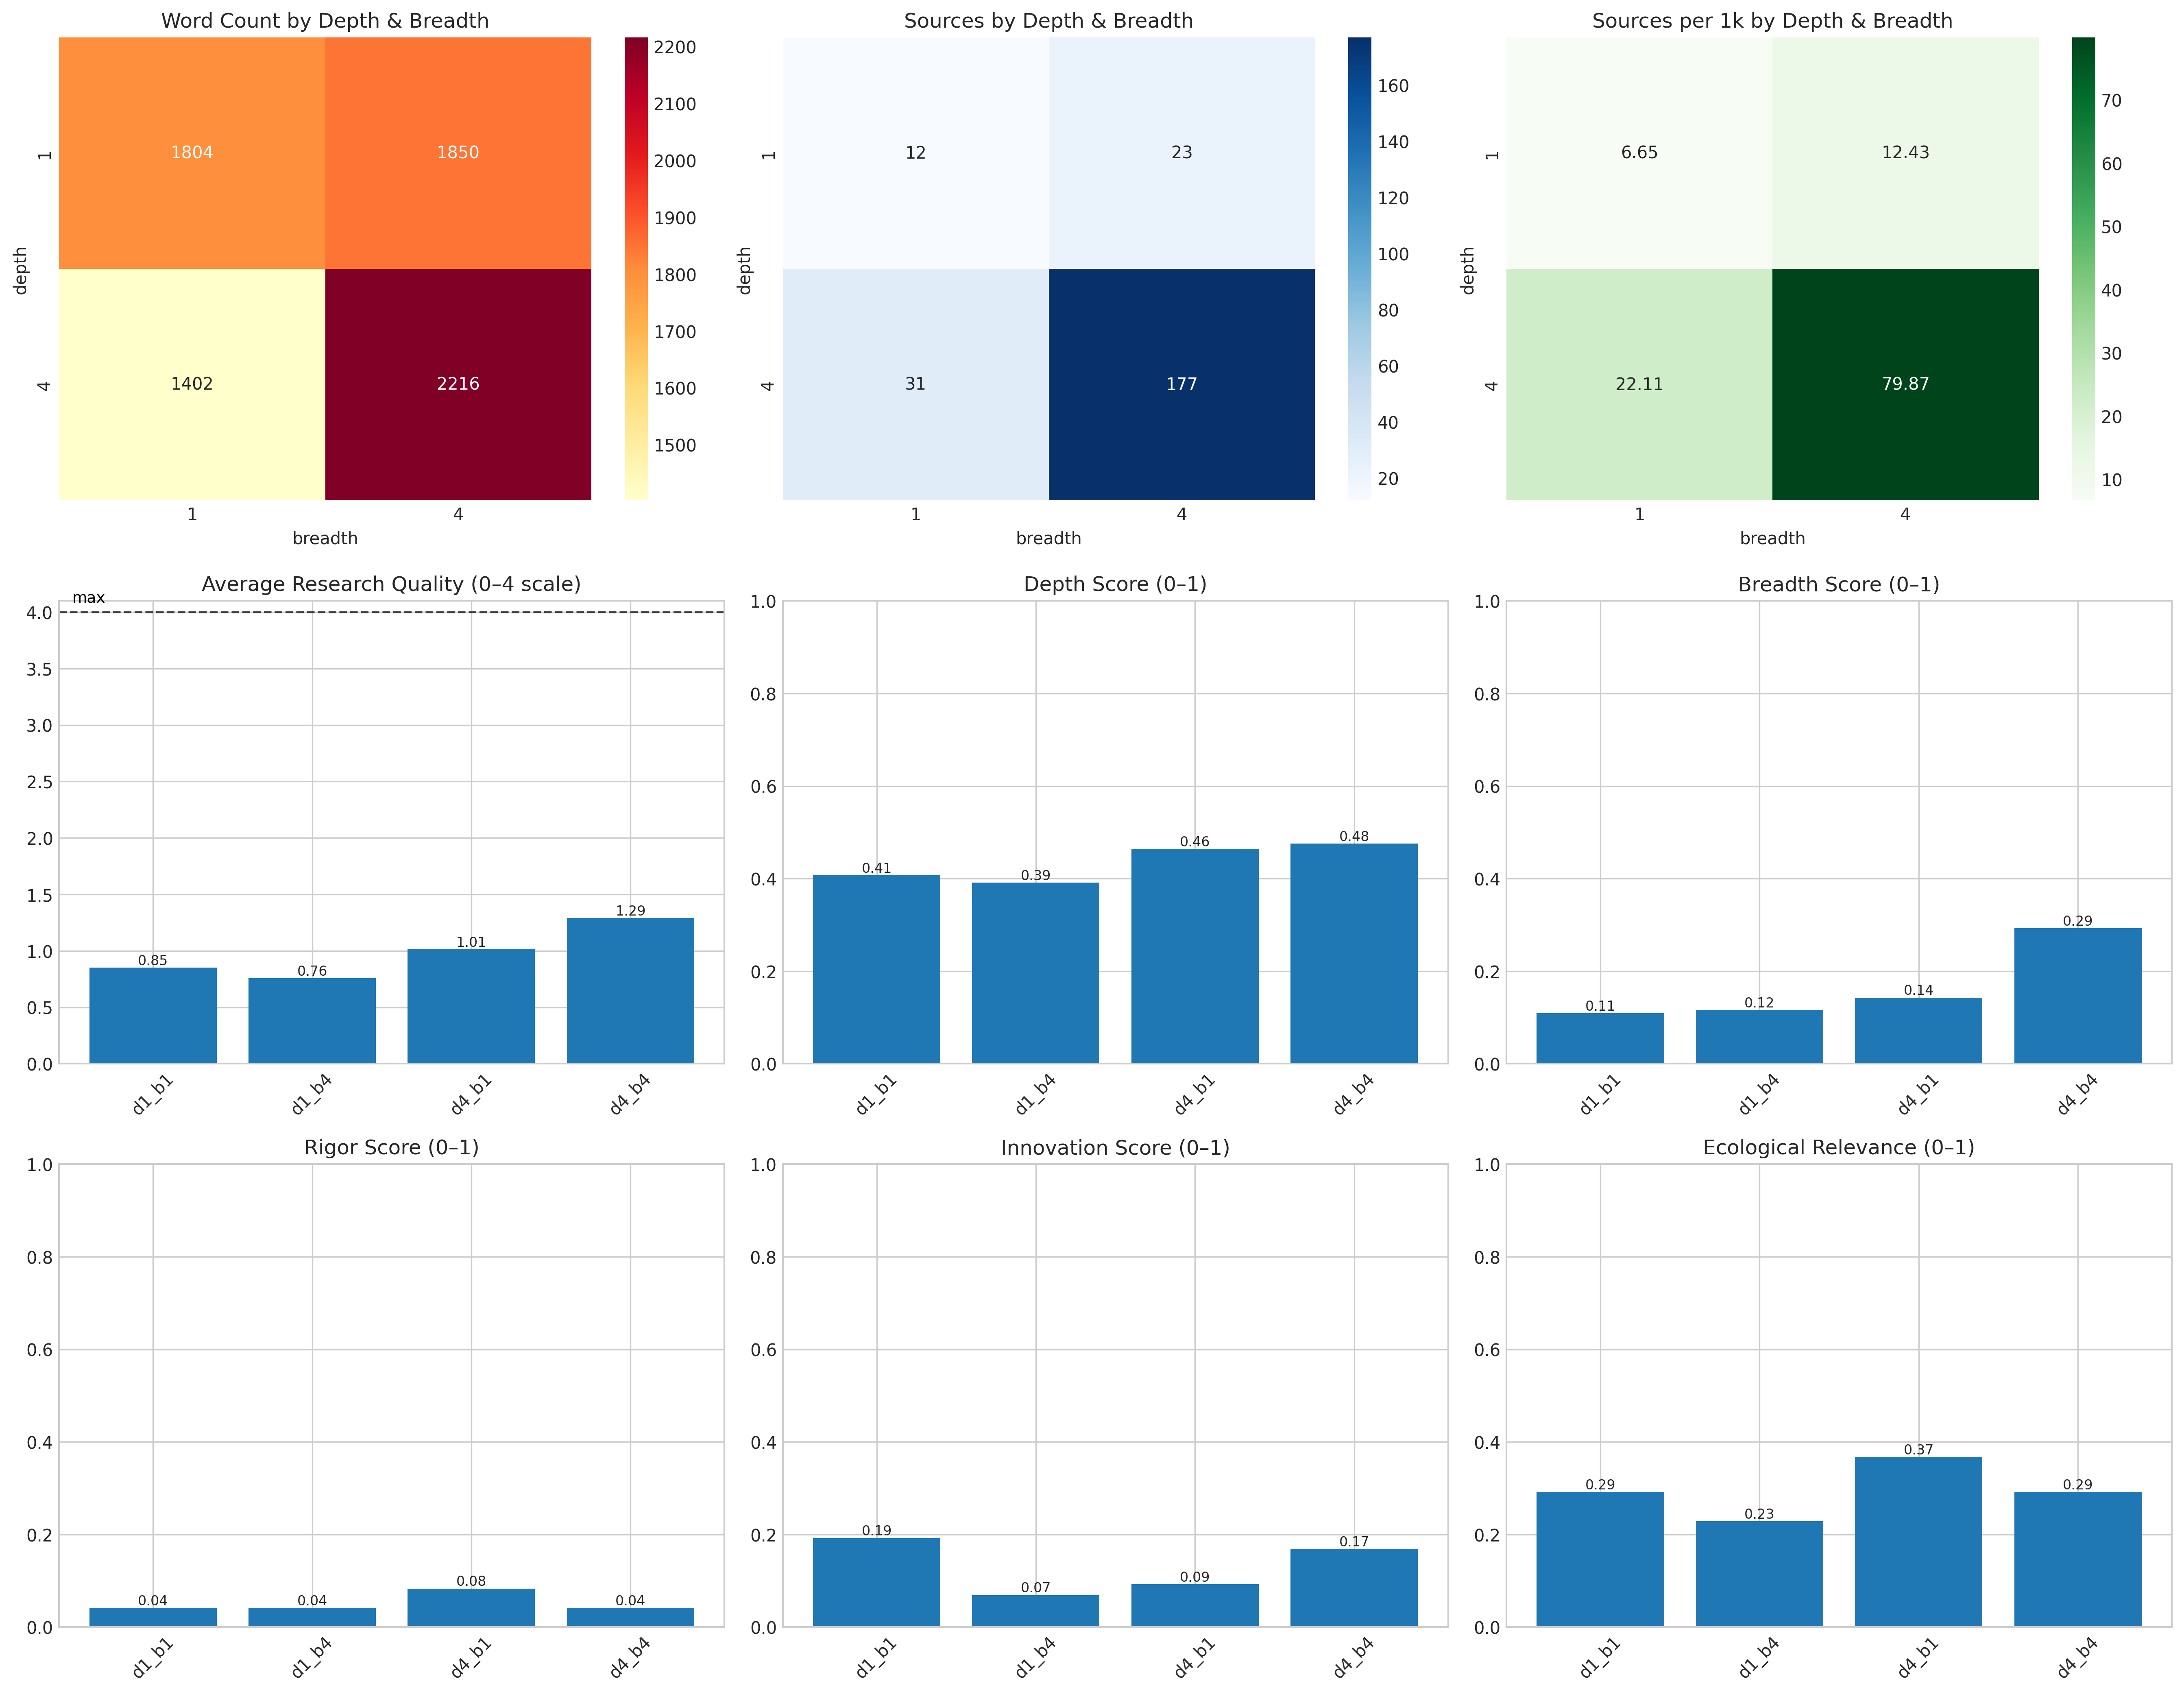 Word Count by Depth & Breadth
1804 1850
1402 2216
1
4
depth
1 4
breadth
2200
2100
2000
1900
1800
1700
1600
1500
Sources by Depth & Breadth
12 23
31 177
1
4
depth
1 4
breadth
160
140
120
100
80
60
40
20
Sources per 1k by Depth & Breadth
6.65 12.43
22.11 79.87
1
4
depth
1 4
breadth
70
60
50
40
30
20
10
Average Research Quality (0–4 scale)
max
4.0
3.5
3.0
2.5
2.0
1.5
1.0
0.5
0.0
0.85 0.76 1.01 1.29
d1_b1 d1_b4 d4_b1 d4_b4
Depth Score (0–1)
1.0
0.8
0.6
0.4
0.2
0.0
0.41 0.39 0.46 0.48
d1_b1 d1_b4 d4_b1 d4_b4
Breadth Score (0–1)
1.0
0.8
0.6
0.4
0.2
0.0
0.11 0.12 0.14 0.29
d1_b1 d1_b4 d4_b1 d4_b4
Rigor Score (0–1)
1.0
0.8
0.6
0.4
0.2
0.0
0.04 0.04 0.08 0.04
d1_b1 d1_b4 d4_b1 d4_b4
Innovation Score (0–1)
1.0
0.8
0.6
0.4
0.2
0.0
0.19 0.07 0.09 0.17
d1_b1 d1_b4 d4_b1 d4_b4
Ecological Relevance (0–1)
1.0
0.8
0.6
0.4
0.2
0.0
0.29 0.23 0.37 0.29
d1_b1 d1_b4 d4_b1 d4_b4